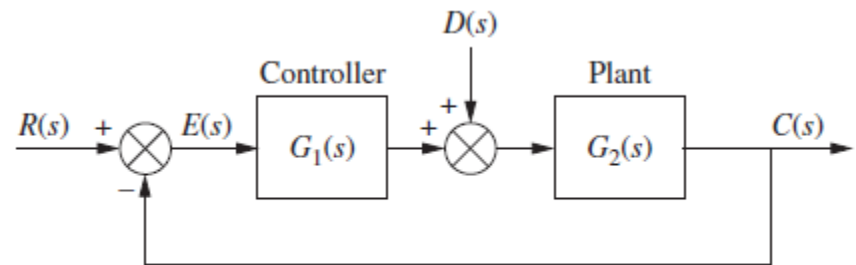 D(s)
Controller Plant
R(s) + E(s) G₁(s) + + G₂(s) C(s)
−